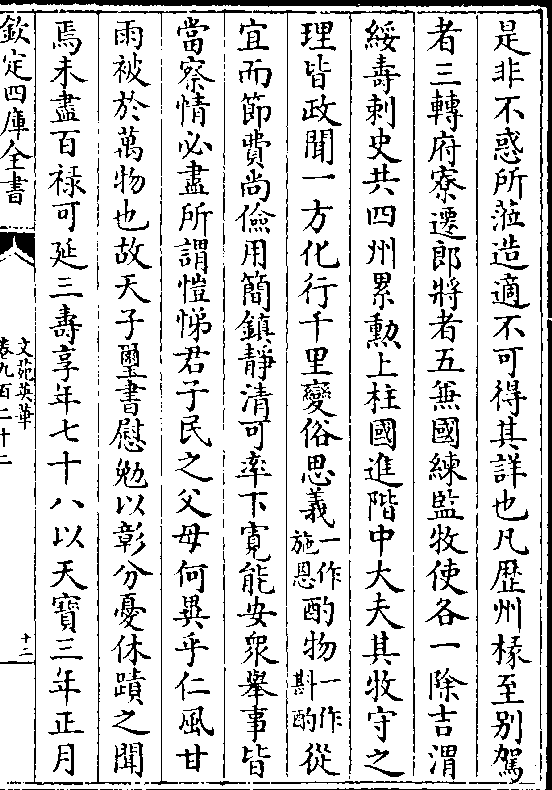 是非不惑所蒞造適不可得其詳也凡歴州椽至别駕
者三轉府寮遷郎將者五兼國練監牧使各一除吉渭
綏壽刺史共四州累勲上柱國進階中大夫其牧守之
理皆政聞一方化行千里變俗思義一作施恩酌物一作斟酌從
宜而節費尚儉用簡鎮靜清可率下寛能安衆舉事皆
當察情必盡所謂愷悌君子民之父母何異乎仁風甘
雨被於萬物也故天子璽書慰勉以彰分憂休蹟之聞
焉未盡百祿可延三壽享年七十八以天寶三年正月
欽定四庫全書
文苑英華
卷九百二十二
十二